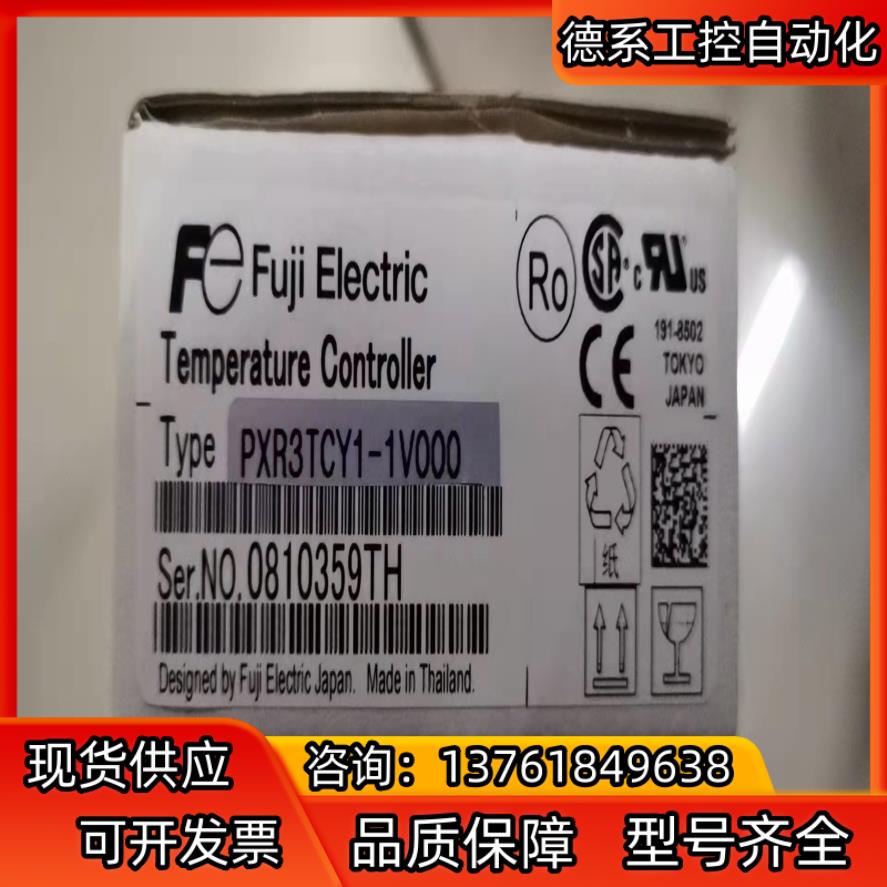 德系工控自动化
Fe Fuji Electric
Ro
SA
C
US
Temperature Controller
CE
191-8502
TOKYO
JAPAN
Type PXR3TCY1-1V000
纸
Ser.NO.0810359TH
Designed by Fuji Electric Japan. Made in Thailand.
现货供应
咨询：13761849638
可开发票
品质保障
型号齐全